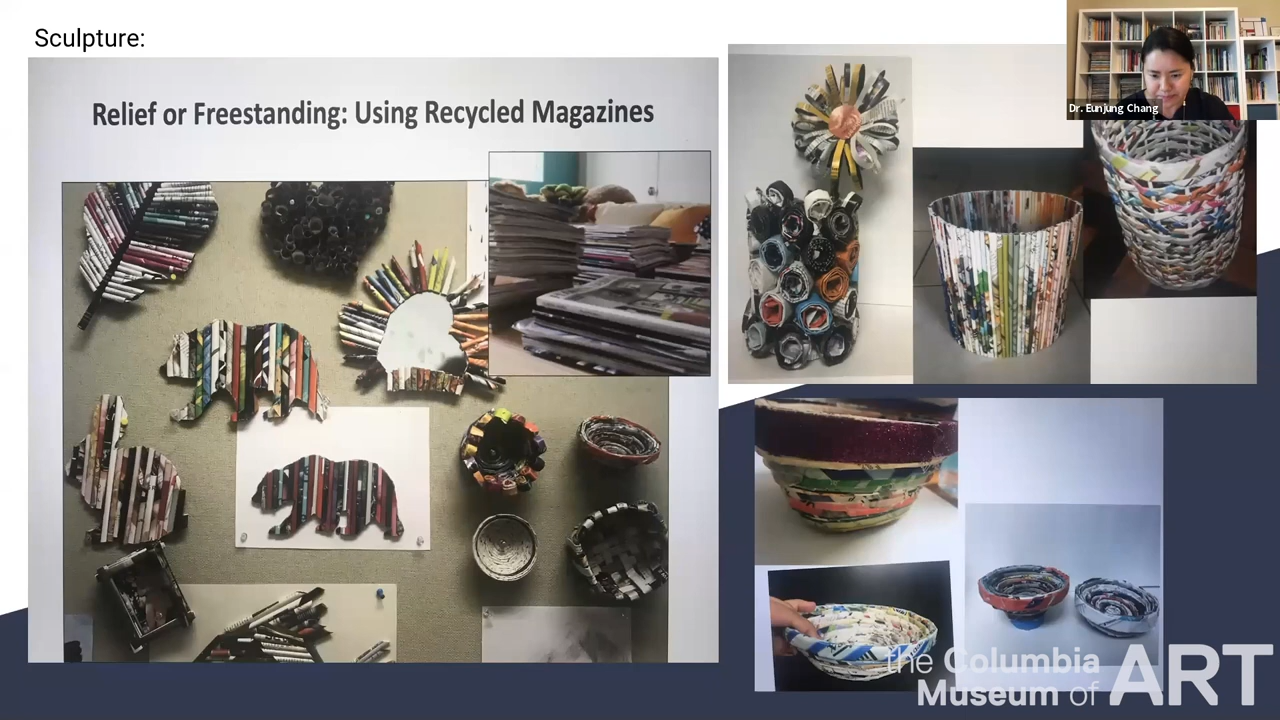 Sculpture:
Relief or Freestanding: Using Recycled Magazines
Dr. Eunjung Chang
the Columbia
Museum of ART